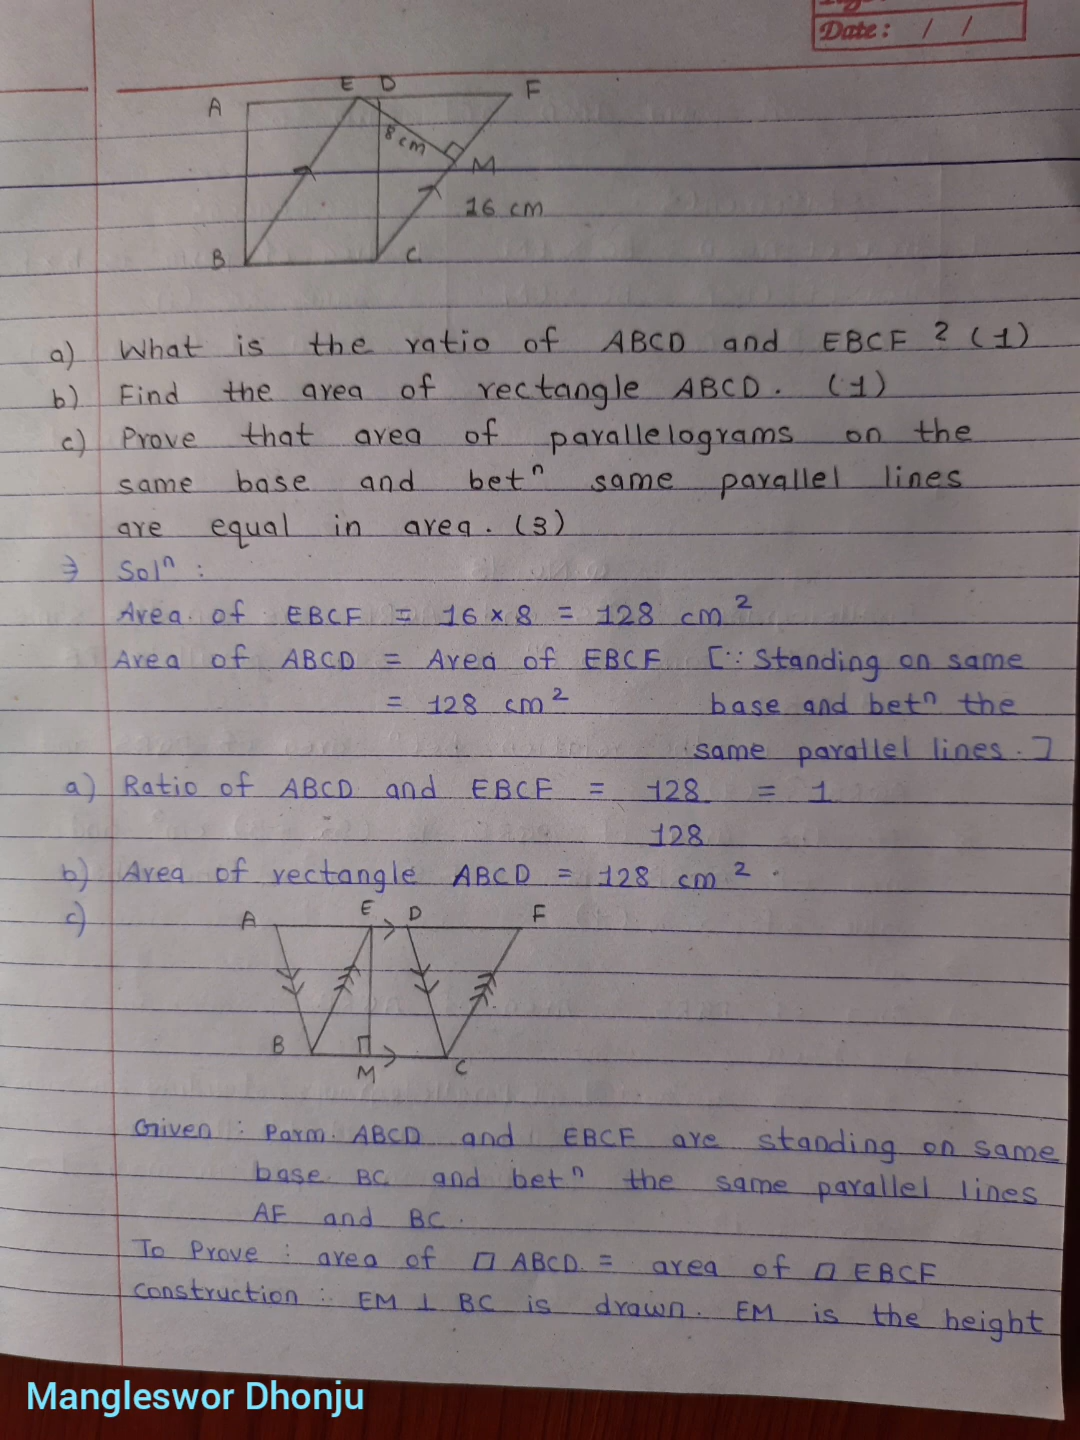 Date: / /
A E D F
8 cm
M
16 cm
B C
a) What is the ratio of ABCD and EBCF ? (1)
b) Find the area of rectangle ABCD. (1)
c) Prove that area of parallelograms on the
same base and betⁿ same parallel lines
are equal in area. (3)
⇒ Solⁿ :
Area of EBCF = 16 × 8 = 128 cm²
Area of ABCD = Area of EBCF [∵ Standing on same
= 128 cm² base and betⁿ the
same parallel lines.]
a) Ratio of ABCD and EBCF = 128 = 1
128
b) Area of rectangle ABCD = 128 cm².
c) A E D F
B M C
Given : Parm. ABCD and EBCF are standing on same
base BC and betⁿ the same parallel lines
AF and BC.
To Prove : area of ▱ ABCD = area of ▱ EBCF
Construction : EM ⊥ BC is drawn. EM is the height
Mangleswor Dhonju